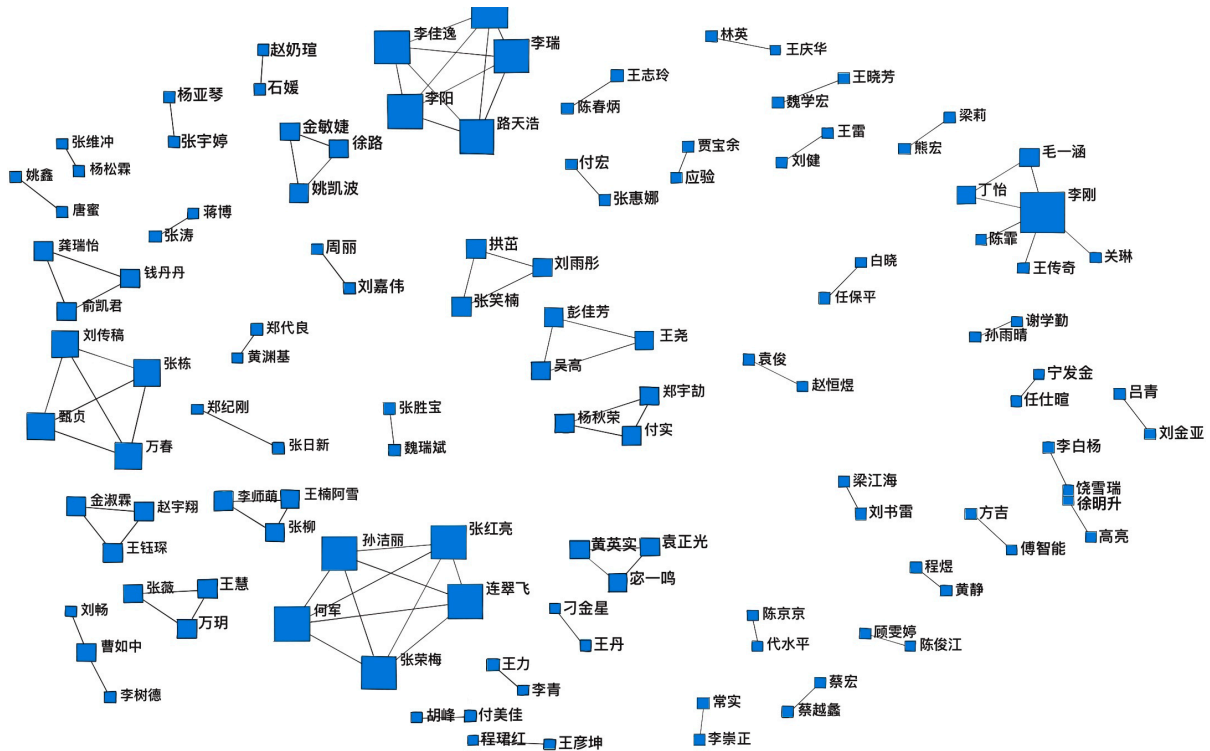 李佳逸
李瑞
李阳
路天浩
林英
王庆华
赵奶瑄
石媛
王志玲
陈春炳
王晓芳
魏学宏
杨亚琴
张宇婷
金敏婕
徐路
姚凯波
王雷
刘健
梁莉
熊宏
张维冲
杨松霖
付宏
张惠娜
贾宝余
应验
毛一涵
丁怡
李刚
陈霏
王传奇
关琳
姚鑫
唐蜜
蒋博
张涛
龚瑞怡
钱丹丹
俞凯君
周丽
刘嘉伟
拱茁
刘雨彤
张笑楠
白晓
任保平
彭佳芳
王尧
吴高
谢学勤
孙雨晴
刘传稿
张栋
甄贞
万春
郑代良
黄渊基
袁俊
赵恒煜
宁发金
任仕暄
吕青
刘金亚
郑纪刚
张日新
张胜宝
魏瑞斌
郑宇劼
杨秋荣
付实
李白杨
饶雪瑞
徐明升
高亮
梁江海
刘书雷
方吉
傅智能
金淑霖
赵宇翔
王钰琛
李师萌
王楠阿雪
张柳
孙洁丽
张红亮
连翠飞
何军
张荣梅
黄英实
袁正光
宓一鸣
程煜
黄静
张薇
王慧
万玥
刘畅
曹如中
李树德
刁金星
王丹
陈京京
代水平
顾雯婷
陈俊江
王力
李青
蔡宏
蔡越蠡
常实
李崇正
胡峰
付美佳
程珺红
王彦坤